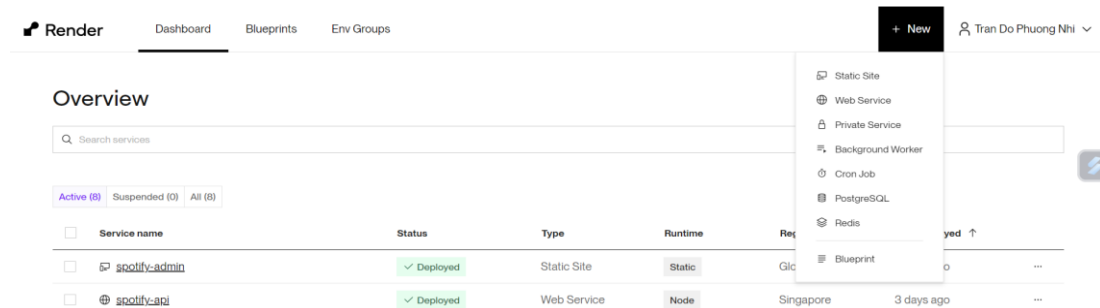 Render Dashboard Blueprints Env Groups + New Tran Do Phuong Nhi
Static Site
Web Service
Private Service
Background Worker
Cron Job
PostgreSQL
Redis
Blueprint
Overview
Search services
Active (8) Suspended (0) All (8)
Service name Status Type Runtime Reg yed ↑
spotify-admin ✓ Deployed Static Site Static Glo o ...
spotify-api ✓ Deployed Web Service Node Singapore 3 days ago ...